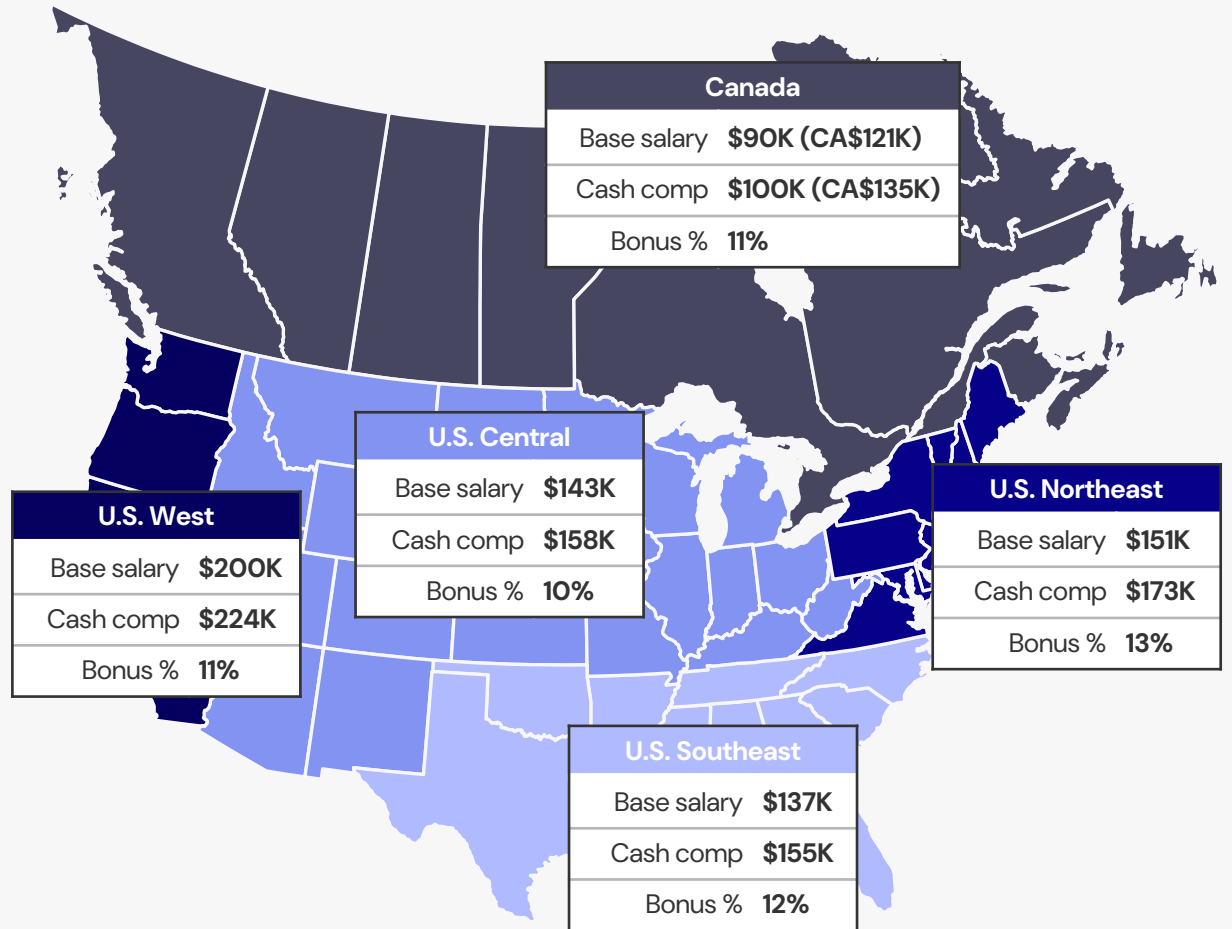 Canada
Base salary $90K (CA$121K)
Cash comp $100K (CA$135K)
Bonus % 11%
U.S. Central
Base salary $143K
Cash comp $158K
Bonus % 10%
U.S. Northeast
Base salary $151K
Cash comp $173K
Bonus % 13%
U.S. West
Base salary $200K
Cash comp $224K
Bonus % 11%
U.S. Southeast
Base salary $137K
Cash comp $155K
Bonus % 12%